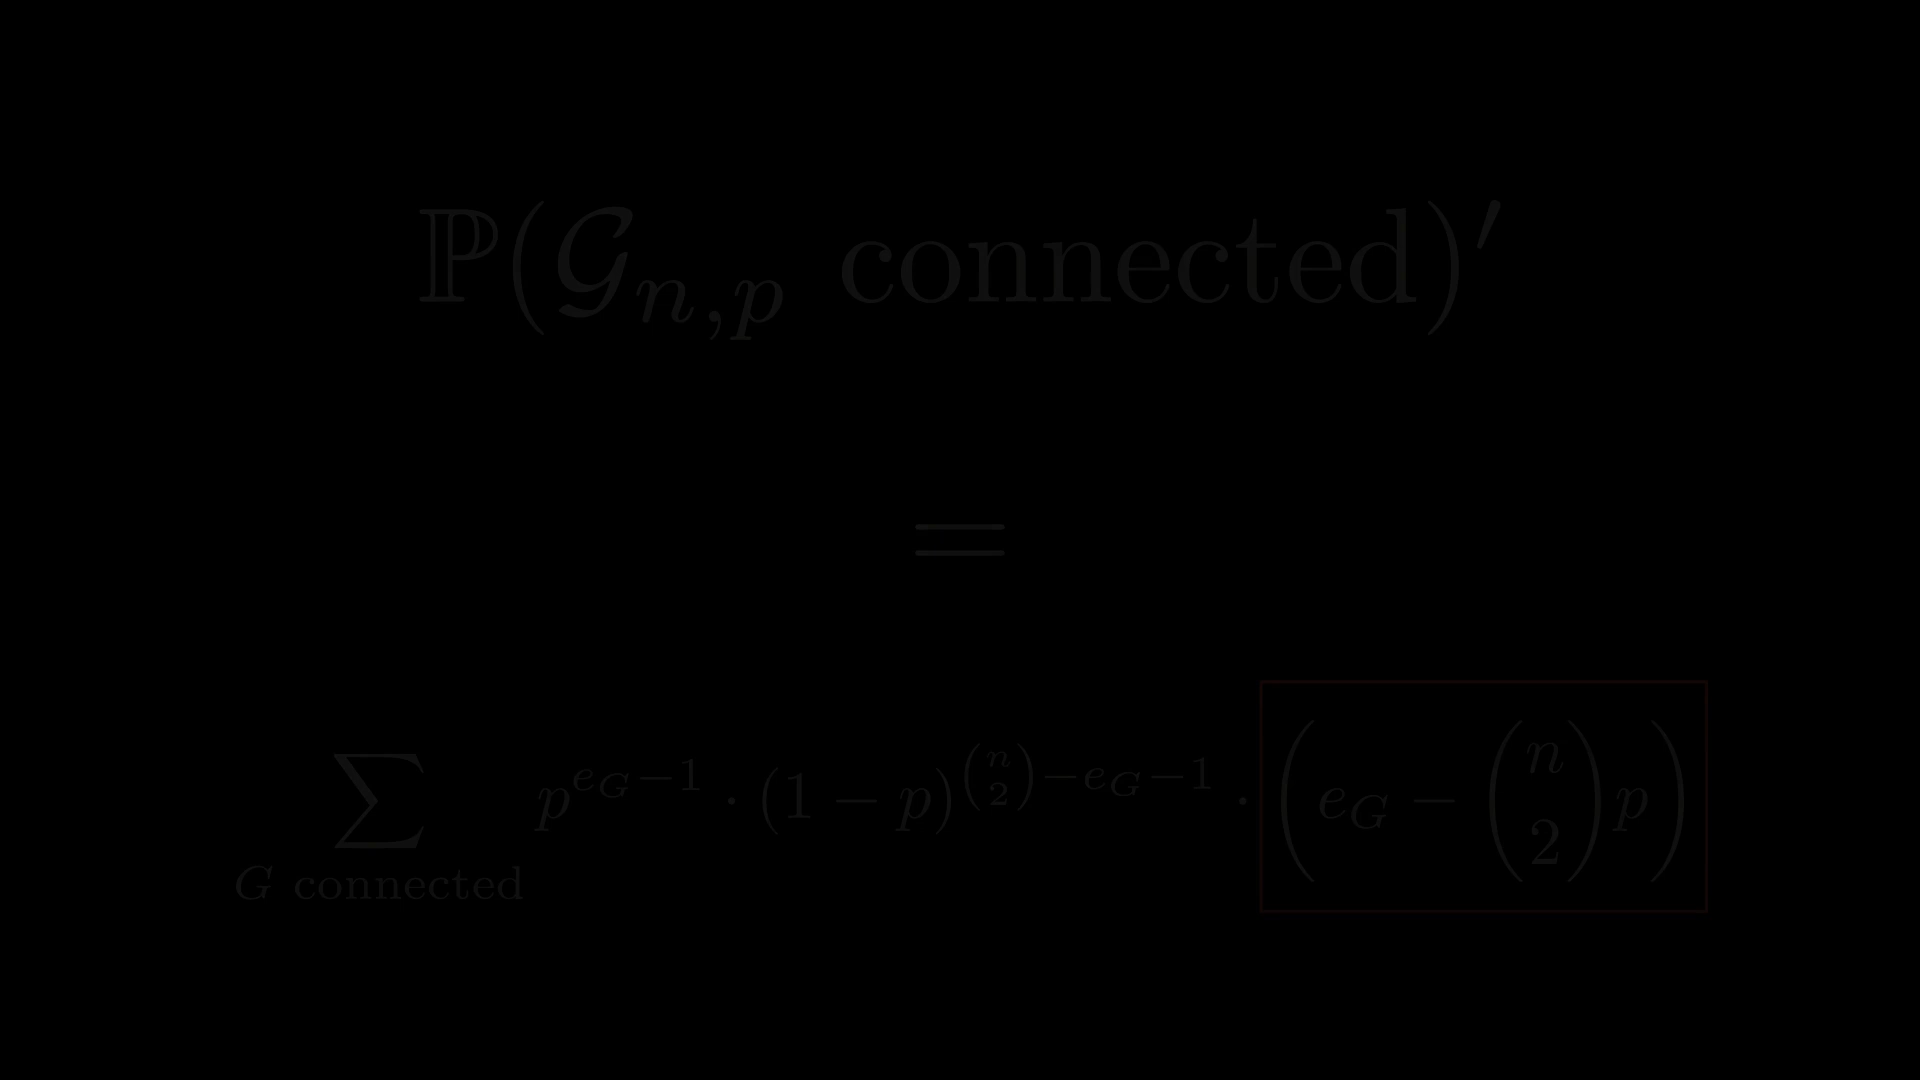 ℙ(𝒢_{n,p} connected)′
=
∑_{G connected} p^{e_G−1} · (1 − p)^{\binom{n}{2}−e_G−1} · (e_G − \binom{n}{2} p)